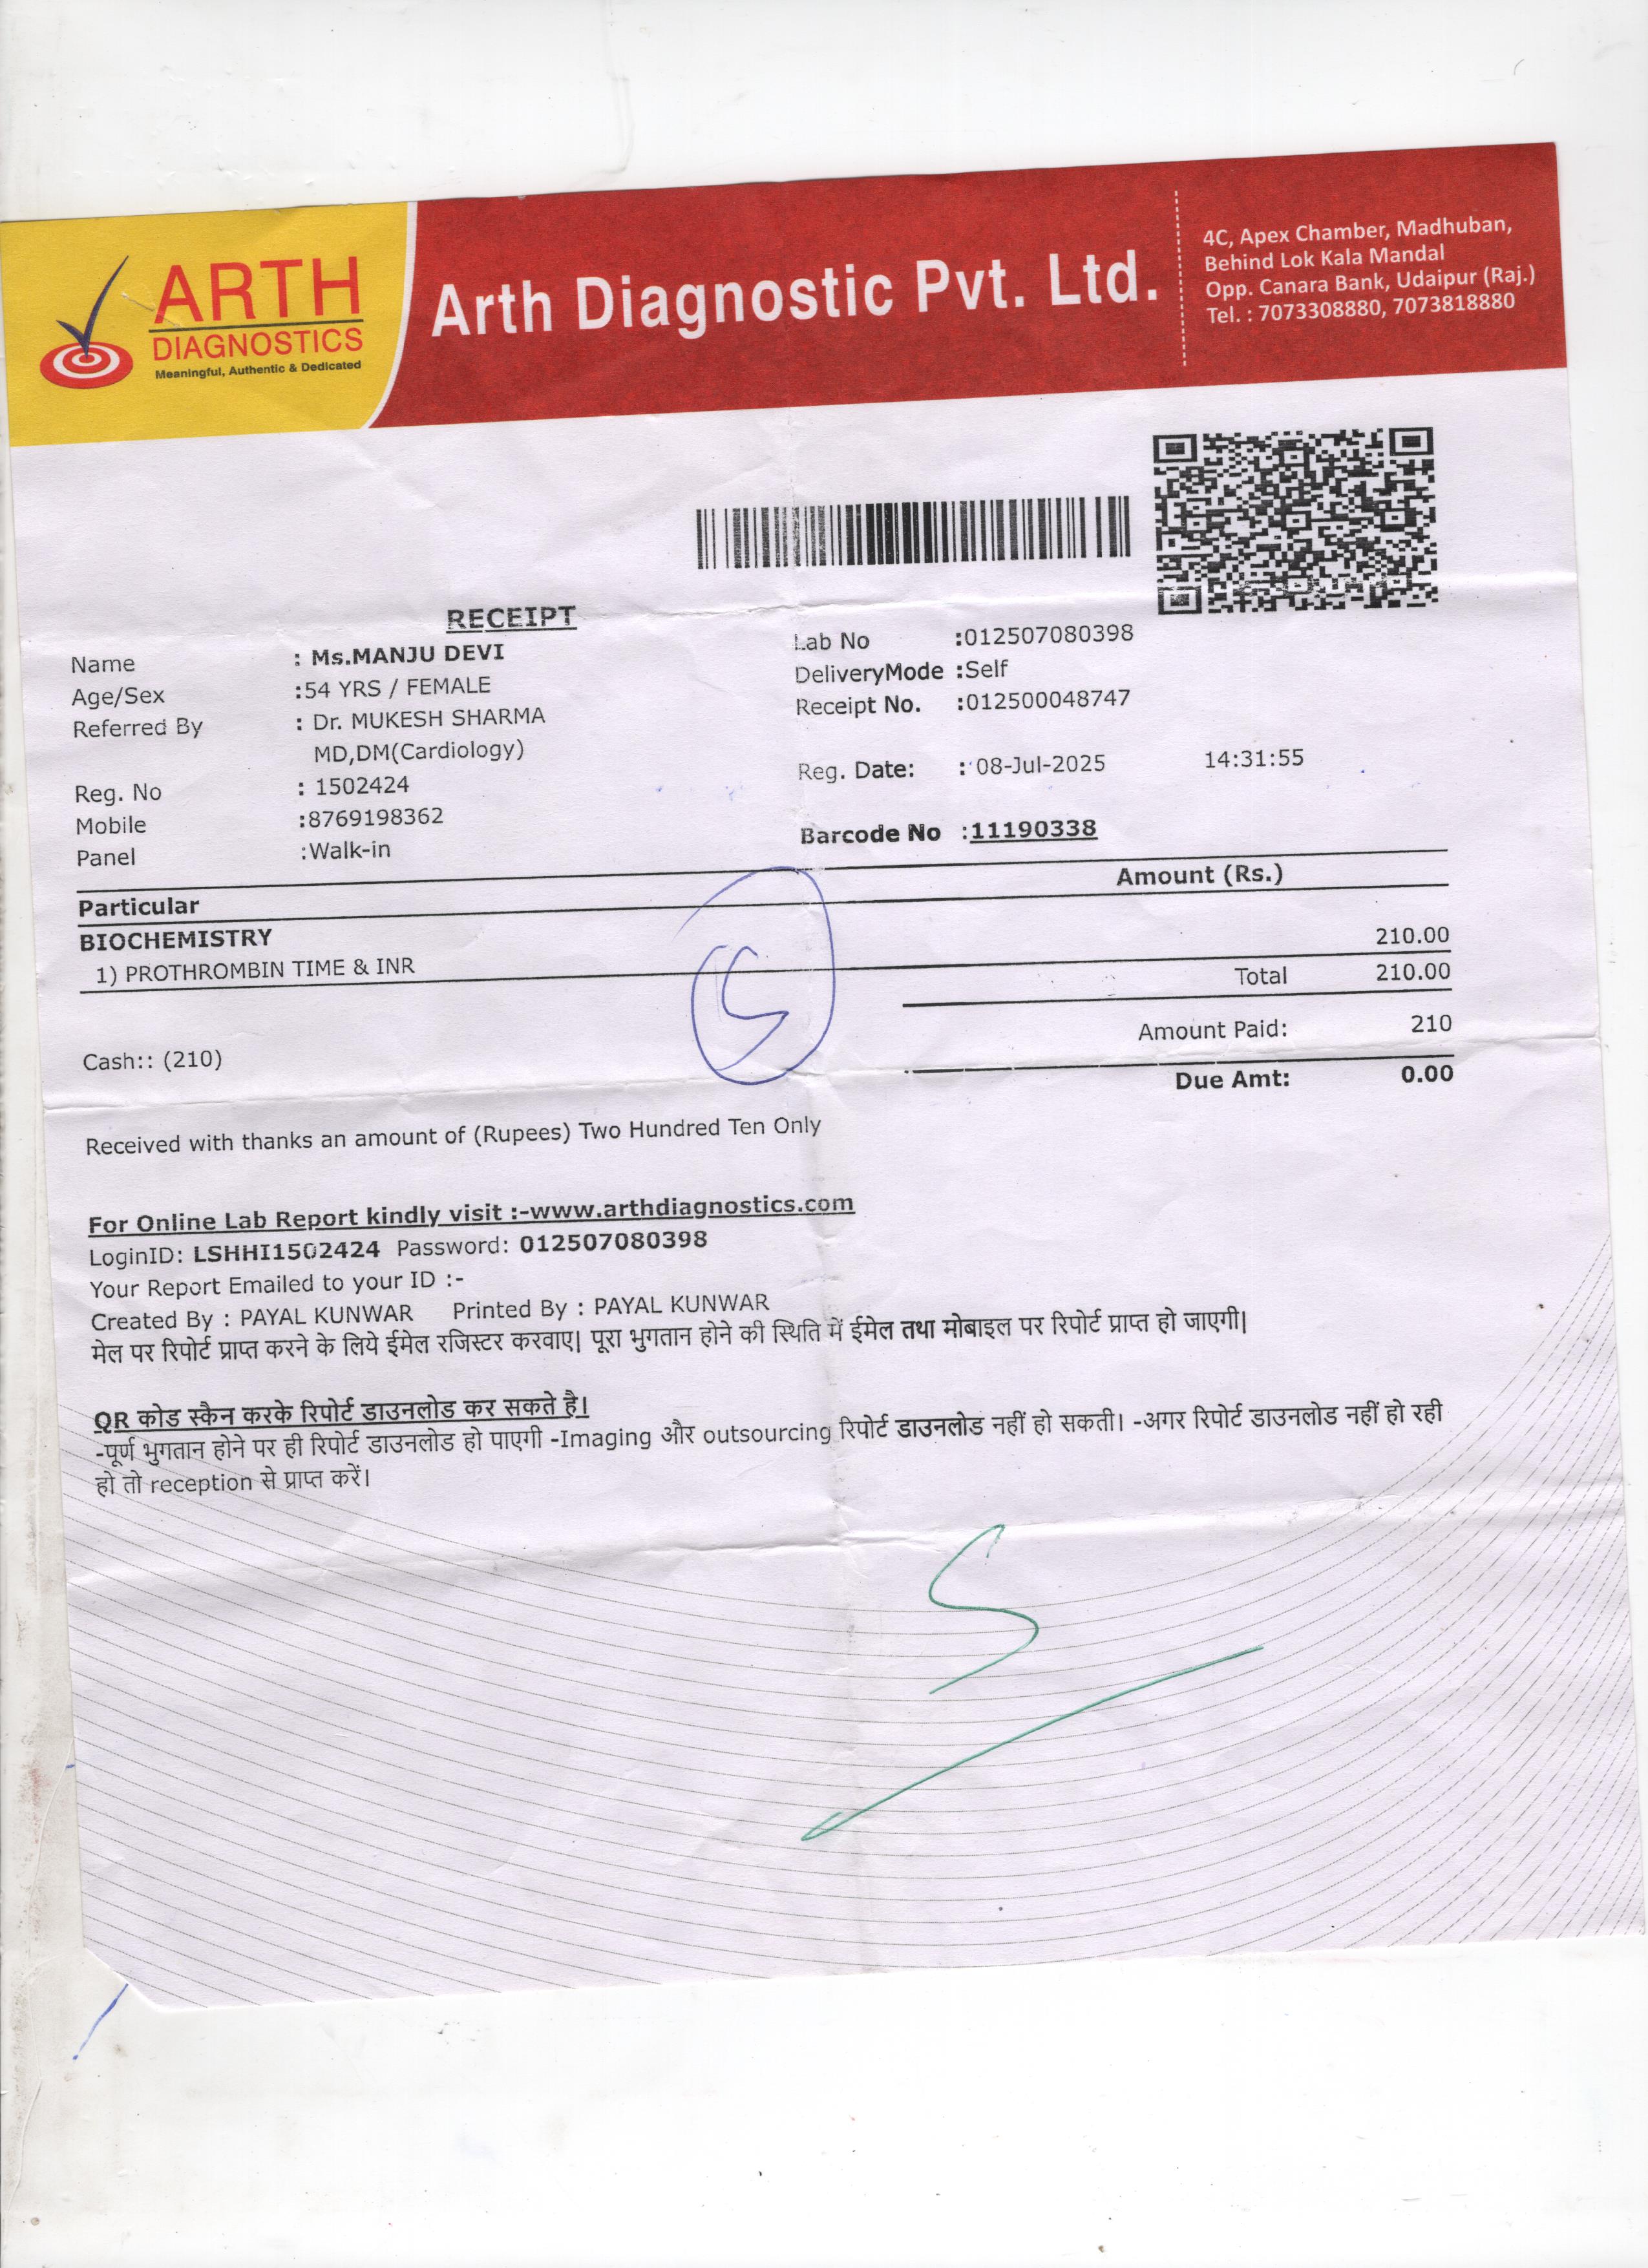 ARTH
DIAGNOSTICS
Meaningful, Authentic & Dedicated
Arth Diagnostic Pvt. Ltd.
4C, Apex Chamber, Madhuban,
Behind Lok Kala Mandal
Opp. Canara Bank, Udaipur (Raj.)
Tel. : 7073308880, 7073818880
RECEIPT
Name : Ms.MANJU DEVI
Age/Sex :54 YRS / FEMALE
Referred By : Dr. MUKESH SHARMA
MD,DM(Cardiology)
Reg. No : 1502424
Mobile :8769198362
Panel :Walk-in
Lab No :012507080398
DeliveryMode :Self
Receipt No. :012500048747
Reg. Date: : 08-Jul-2025 14:31:55
Barcode No :11190338
Particular Amount (Rs.)
BIOCHEMISTRY
1) PROTHROMBIN TIME & INR 210.00
Total 210.00
Amount Paid: 210
Cash:: (210)
Due Amt: 0.00
Received with thanks an amount of (Rupees) Two Hundred Ten Only
For Online Lab Report kindly visit :-www.arthdiagnostics.com
LoginID: LSHHI1502424 Password: 012507080398
Your Report Emailed to your ID :-
Created By : PAYAL KUNWAR Printed By : PAYAL KUNWAR
मेल पर रिपोर्ट प्राप्त करने के लिये ईमेल रजिस्टर करवाए| पूरा भुगतान होने की स्थिति में ईमेल तथा मोबाइल पर रिपोर्ट प्राप्त हो जाएगी|
QR कोड स्कैन करके रिपोर्ट डाउनलोड कर सकते है।
-पूर्ण भुगतान होने पर ही रिपोर्ट डाउनलोड हो पाएगी -Imaging और outsourcing रिपोर्ट डाउनलोड नहीं हो सकती। -अगर रिपोर्ट डाउनलोड नहीं हो रही
हो तो reception से प्राप्त करें।